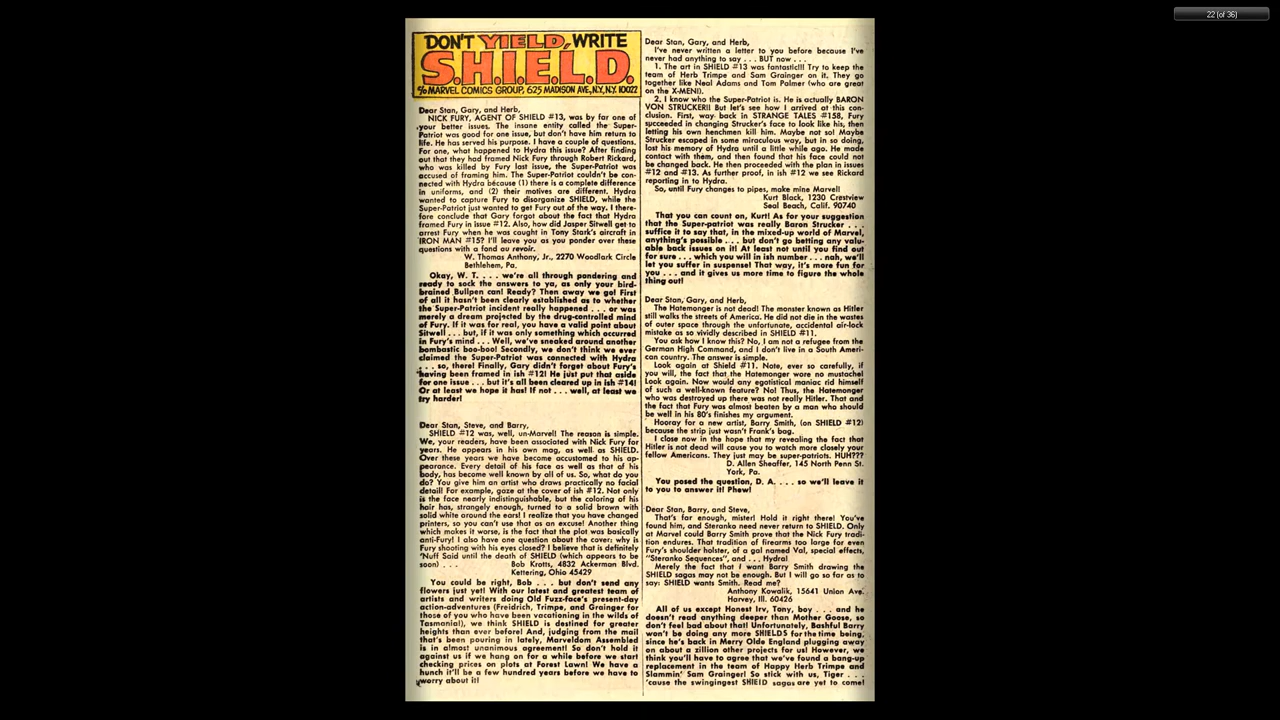 22 (of 36)
DON'T YIELD, WRITE
S.H.I.E.L.D.
c/o MARVEL COMICS GROUP, 625 MADISON AVE, N.Y., N.Y. 10022
Dear Stan, Gary, and Herb,
NICK FURY, AGENT OF SHIELD #13, was by far one of
your better issues. The insane entity called the Super-
Patriot was good for one issue, but don't have him return to
life. He has served his purpose. I have a couple of questions.
For one, what happened to Hydra this issue? After finding
out that they had framed Nick Fury through Robert Rickard,
who was killed by Fury last issue, the Super-Patriot was
accused of framing him. The Super-Patriot couldn't be con-
nected with Hydra because (1) there is a complete difference
in uniforms, and (2) their motives are different. Hydra
wanted to capture Fury to disorganize SHIELD, while the
Super-Patriot just wanted to get Fury out of the way. I there-
fore conclude that Gary forgot about the fact that Hydra
framed Fury in issue #12. Also, how did Jasper Sitwell get to
arrest Fury when he was caught in Tony Stark's aircraft in
IRON MAN #15? I'll leave you as you ponder over these
questions with a fond au revoir.
W. Thomas Anthony, Jr., 2270 Woodlark Circle
Bethlehem, Pa.
Okay, W. T. . . . we're all through pandering and
ready to sock the answers to ya, as only your bird-
brained Bullpen can! Ready? Then away we go! First
of all it hasn't been clearly established as to whether
the Super-Patriot incident really happened . . . or was
merely a dream projected by the drug-controlled mind
of Fury. If it was for real, you have a valid point about
Sitwell . . . but, if it was only something which occurred
in Fury's mind . . . Well, we've sneaked around another
bombastic boo-boo! Secondly, we don't think we ever
claimed the Super-Patriot was connected with Hydra
. . . so, there! Finally, Gary didn't forget about Fury's
having been framed in ish #12! He just put that aside
for one issue . . . but it's all been cleared up in ish #14!
Or at least we hope it has! If not . . . well, at least we
try harder!
Dear Stan, Steve, and Barry,
SHIELD #12 was, well, un-Marvel! The reason is simple.
We, your readers, have been associated with Nick Fury for
years. He appears in his own mag, as well as SHIELD.
Over these years we have become accustomed to his ap-
pearance. Every detail of his face as well as that of his
body, has become well known by all of us. So, what do you
do? You give him an artist who draws practically no facial
detail! For example, gaze at the cover of ish #12. Not only
is the face nearly indistinguishable, but the coloring of his
hair has, strangely enough, turned to a solid brown with
solid white around the ears! I realize that you have changed
printers, so you can't use that as an excuse! Another thing
which makes it worse, is the fact that the plot was basically
anti-Fury! I also have one question about the cover: why is
Fury shooting with his eyes closed? I believe that is definitely
'Nuff Said until the death of SHIELD (which appears to be
soon) . . .
Bob Krotts, 4832 Ackerman Blvd.
Kettering, Ohio 45429
You could be right, Bob . . . but don't send any
flowers just yet! With our latest and greatest team of
artists and writers doing Old Fuzz-face's present-day
action-adventures (Freidrich, Trimpe, and Grainger for
those of you who have been vacationing in the wilds of
Tasmania!), we think SHIELD is destined for greater
heights than ever before! And, judging from the mail
that's been pouring in lately, Marveldom Assembled
is in almost unanimous agreement! So don't hold it
against us if we hang on for a while before we start
checking prices on plots at Forest Lawn! We have a
hunch it'll be a few hundred years before we have to
worry about it!
Dear Stan, Gary, and Herb,
I've never written a letter to you before because I've
never had anything to say . . . BUT now . . .
1. The art in SHIELD #13 was fantastic!!! Try to keep the
team of Herb Trimpe and Sam Grainger on it. They go
together like Neal Adams and Tom Palmer (who are great
on the X-MEN!).
2. I know who the Super-Patriot is. He is actually BARON
VON STRUCKER!! But let's see how I arrived at this con-
clusion. First, way back in STRANGE TALES #158, Fury
succeeded in changing Strucker's face to look like his, then
letting his own henchmen kill him. Maybe not so! Maybe
Strucker escaped in some miraculous way, but in so doing,
lost his memory of Hydra until a little while ago. He made
contact with them, and then found that his face could not
be changed back. He then proceeded with the plan in issues
#12 and #13. As further proof, in ish #12 we see Rickard
reporting in to Hydra.
So, until Fury changes to pipes, make mine Marvel!
Kurt Black, 1230 Crestview
Seal Beach, Calif. 90740
That you can count on, Kurt! As for your suggestion
that the Super-Patriot was really Baron Strucker . . .
suffice it to say that, in the mixed-up world of Marvel,
anything's possible . . . but don't go betting any valu-
able back issues on it! At least not until you find out
for sure . . . which you will in ish number . . . nah, we'll
let you suffer in suspense! That way, it's more fun for
you . . . and it gives us more time to figure the whole
thing out!
Dear Stan, Gary, and Herb,
The Hatemonger is not dead! The monster known as Hitler
still walks the streets of America. He did not die in the wastes
of outer space through the unfortunate, accidental air-lock
mistake as so vividly described in SHIELD #11.
You ask how I know this? No, I am not a refugee from the
German High Command, and I don't live in a South Ameri-
can country. The answer is simple.
Look again at Shield #11. Note, ever so carefully, if
you will, the fact that the Hatemonger wore no mustache!
Look again. Now would any egotistical maniac rid himself
of such a well-known feature? No! Thus, the Hatemonger
who was destroyed up there was not really Hitler. That and
the fact that Fury was almost beaten by a man who should
be well in his 80's finishes my argument.
Hooray for a new artist, Barry Smith, (on SHIELD #12)
because the strip just wasn't Frank's bag.
I close now in the hope that my revealing the fact that
Hitler is not dead will cause you to watch more closely your
fellow Americans. They just may be super-patriots. HUH???
D. Allen Sheaffer, 145 North Penn St.
York, Pa.
You posed the question, D. A. . . . so we'll leave it
to you to answer it! Phew!
Dear Stan, Barry, and Steve,
That's far enough, mister! Hold it right there! You've
found him, and Steranko need never return to SHIELD. Only
at Marvel could Barry Smith prove that the Nick Fury tradi-
tion endures. That tradition of firearms too large for even
Fury's shoulder holster, of a gal named Val, special effects,
"Steranko Sequences", and . . . Hydra!
Merely the fact that I want Barry Smith drawing the
SHIELD sagas may not be enough. But I will go so far as to
say: SHIELD wants Smith. Read me?
Anthony Kowalik, 15641 Union Ave.
Harvey, Ill. 60426
All of us except Honest Irv, Tony, boy . . . and he
doesn't read anything deeper than Mother Goose, so
don't feel bad about that! Unfortunately, Bashful Barry
won't be doing any more SHIELDS for the time being,
since he's back in Merry Olde England plugging away
on about a zillion other projects for us! However, we
think you'll have to agree that we've found a bang-up
replacement in the team of Happy Herb Trimpe and
Slammin' Sam Grainger! So stick with us, Tiger . . .
'cause the swingingest SHIELD sagas are yet to come!